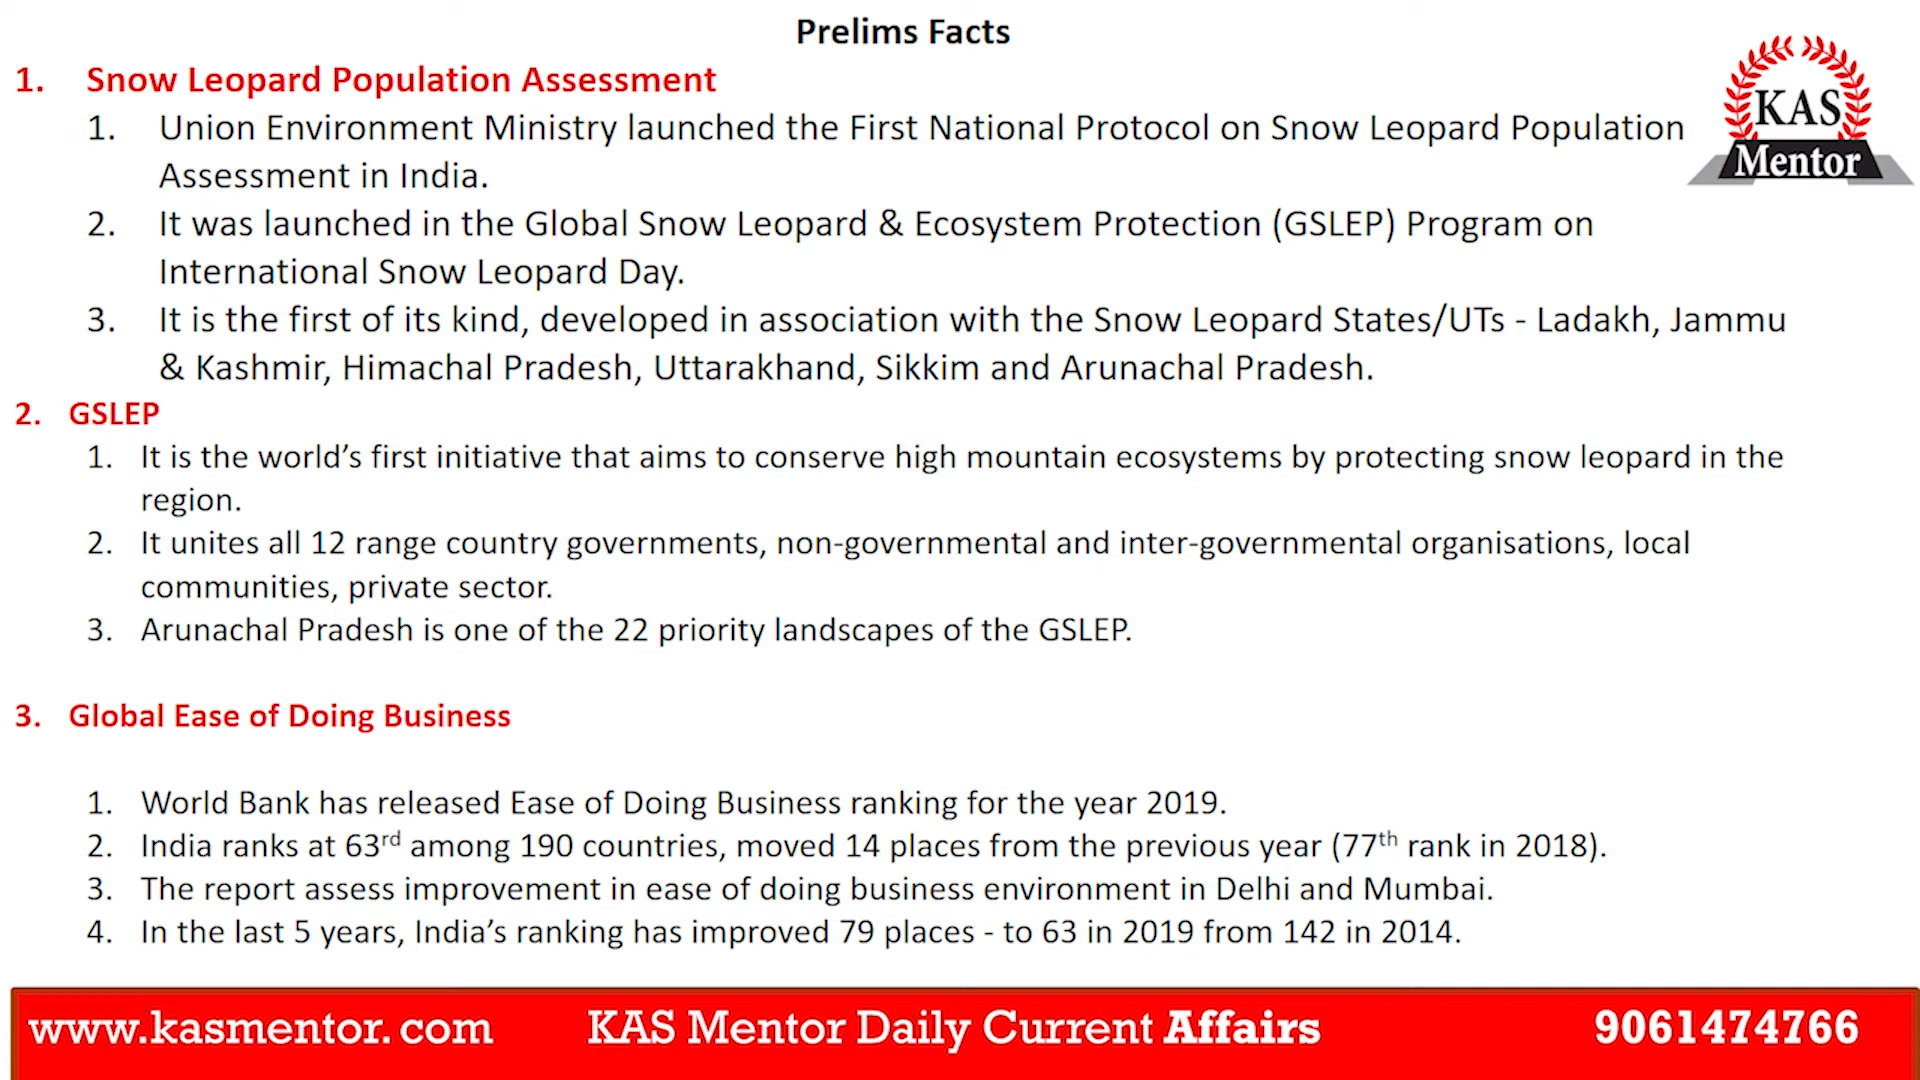 Prelims Facts
KAS
Mentor
1. Snow Leopard Population Assessment
1. Union Environment Ministry launched the First National Protocol on Snow Leopard Population
Assessment in India.
2. It was launched in the Global Snow Leopard & Ecosystem Protection (GSLEP) Program on
International Snow Leopard Day.
3. It is the first of its kind, developed in association with the Snow Leopard States/UTs - Ladakh, Jammu
& Kashmir, Himachal Pradesh, Uttarakhand, Sikkim and Arunachal Pradesh.
2. GSLEP
1. It is the world’s first initiative that aims to conserve high mountain ecosystems by protecting snow leopard in the
region.
2. It unites all 12 range country governments, non-governmental and inter-governmental organisations, local
communities, private sector.
3. Arunachal Pradesh is one of the 22 priority landscapes of the GSLEP.
3. Global Ease of Doing Business
1. World Bank has released Ease of Doing Business ranking for the year 2019.
2. India ranks at 63rd among 190 countries, moved 14 places from the previous year (77th rank in 2018).
3. The report assess improvement in ease of doing business environment in Delhi and Mumbai.
4. In the last 5 years, India’s ranking has improved 79 places - to 63 in 2019 from 142 in 2014.
www.kasmentor.com KAS Mentor Daily Current Affairs 9061474766